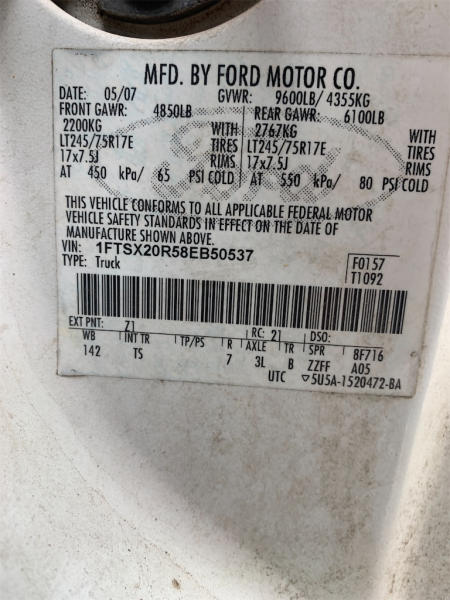 MFD. BY FORD MOTOR CO.
DATE: 05/07 GVWR: 9600LB/ 4355KG
FRONT GAWR: 4850LB REAR GAWR: 6100LB
2200KG WITH 2767KG WITH
LT245/75R17E TIRES LT245/75R17E TIRES
17x7.5J RIMS 17x7.5J RIMS
AT 450 kPa/ 65 PSI COLD AT 550 kPa/ 80 PSI COLD
THIS VEHICLE CONFORMS TO ALL APPLICABLE FEDERAL MOTOR
VEHICLE SAFETY STANDARDS IN EFFECT ON THE DATE OF
MANUFACTURE SHOWN ABOVE.
VIN: 1FTSX20R58EB50537 F0157
TYPE: Truck T1092
EXT PNT: Z1 RC: 21 DSO:
WB INT TR TP/PS R AXLE TR SPR 8F716
142 TS 7 3L B ZZFF A05
UTC ▽5U5A-1520472-BA